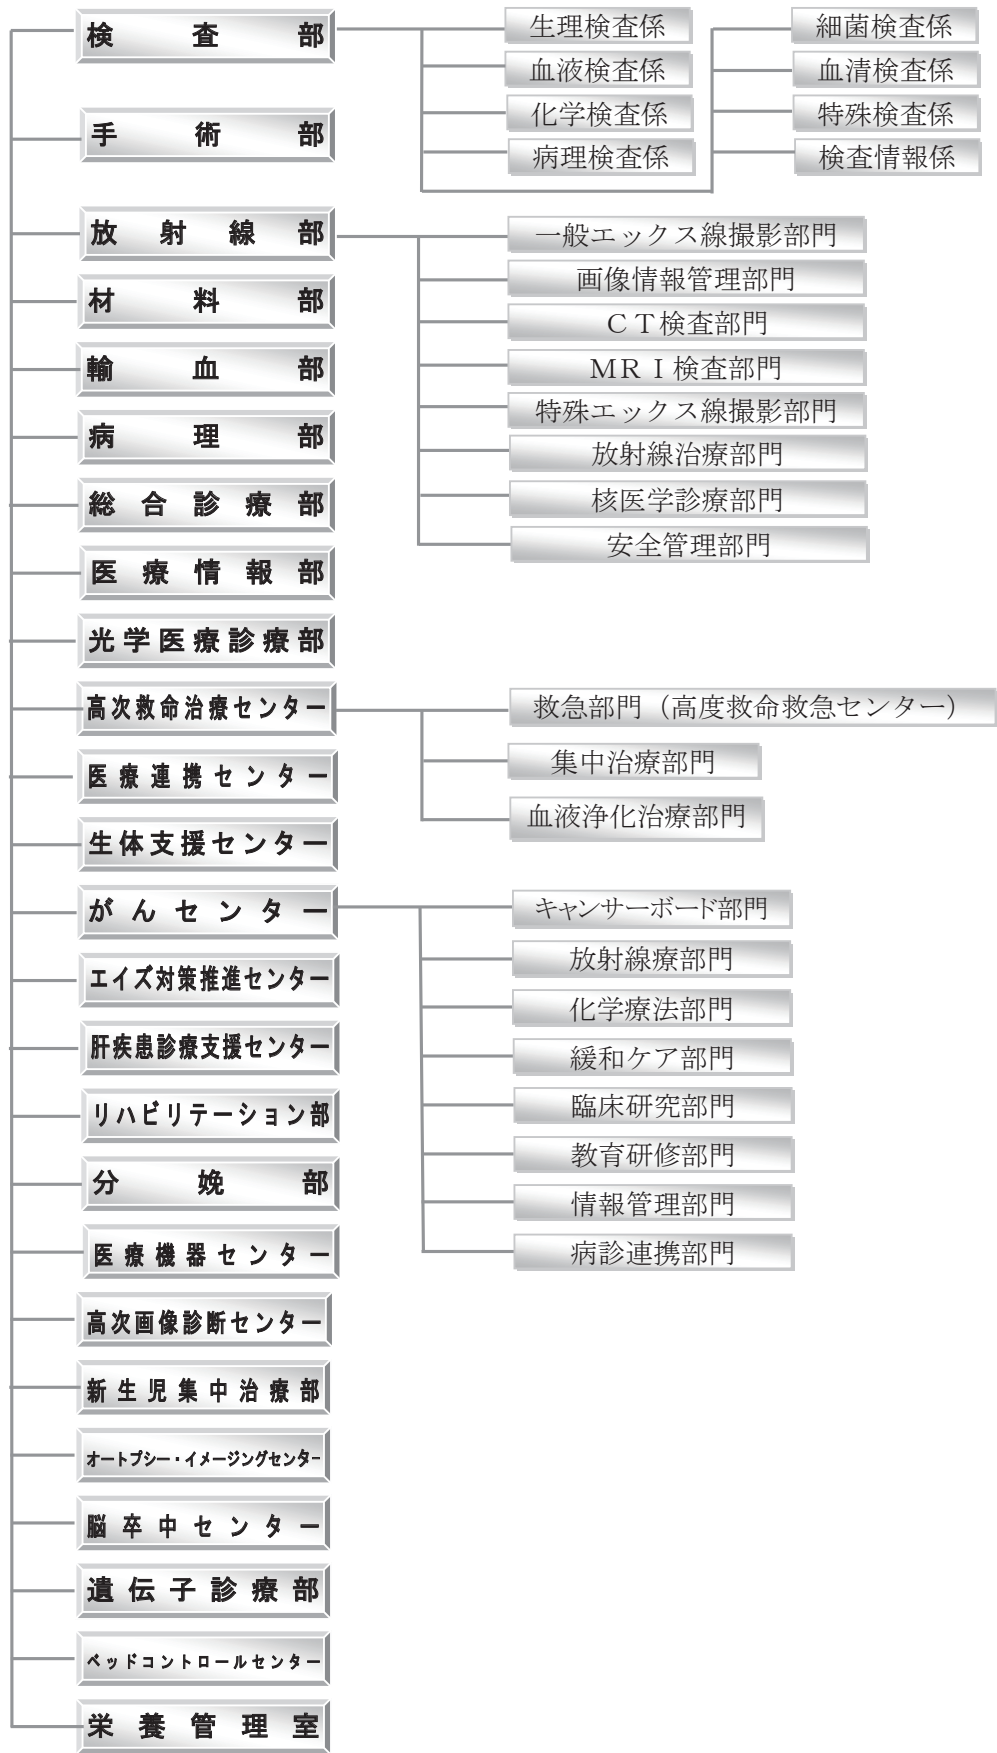 検査部
生理検査係
血液検査係
化学検査係
病理検査係
細菌検査係
血清検査係
特殊検査係
検査情報係
手術部
放射線部
一般エックス線撮影部門
画像情報管理部門
ＣＴ検査部門
ＭＲＩ検査部門
特殊エックス線撮影部門
放射線治療部門
核医学診療部門
安全管理部門
材料部
輸血部
病理部
総合診療部
医療情報部
光学医療診療部
高次救命治療センター
救急部門（高度救命救急センター）
集中治療部門
血液浄化治療部門
医療連携センター
生体支援センター
がんセンター
キャンサーボード部門
放射線療部門
化学療法部門
緩和ケア部門
臨床研究部門
教育研修部門
情報管理部門
病診連携部門
エイズ対策推進センター
肝疾患診療支援センター
リハビリテーション部
分娩部
医療機器センター
高次画像診断センター
新生児集中治療部
オートプシー・イメージングセンター
脳卒中センター
遺伝子診療部
ベッドコントロールセンター
栄養管理室